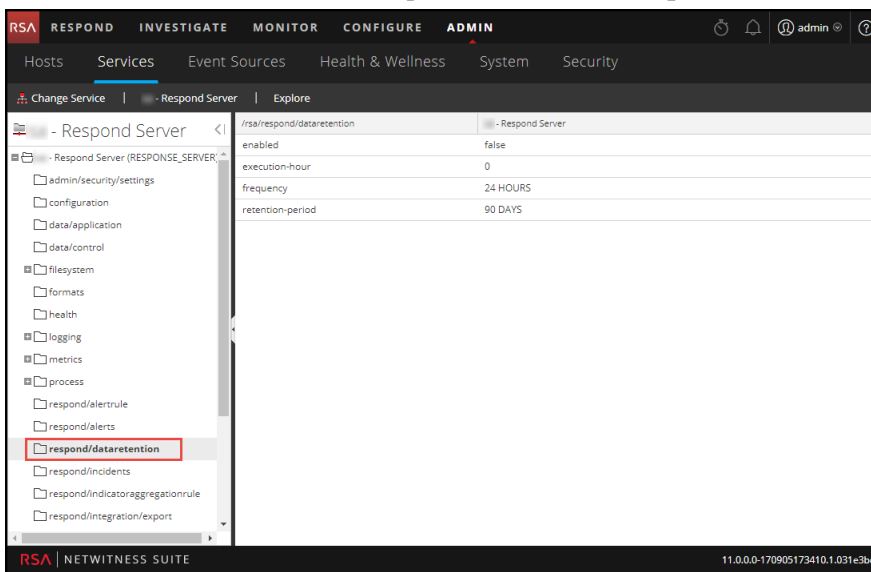 RSA RESPOND INVESTIGATE MONITOR CONFIGURE ADMIN admin
Hosts Services Event Sources Health & Wellness System Security
Change Service | - Respond Server | Explore
- Respond Server
/rsa/respond/dataretention - Respond Server
- Respond Server (RESPONSE_SERVER)
enabled false
admin/security/settings
execution-hour 0
configuration
frequency 24 HOURS
data/application
retention-period 90 DAYS
data/control
filesystem
formats
health
logging
metrics
process
respond/alertrule
respond/alerts
respond/dataretention
respond/incidents
respond/indicatoraggregationrule
respond/integration/export
RSA | NETWITNESS SUITE 11.0.0.0-170905173410.1.031e3b